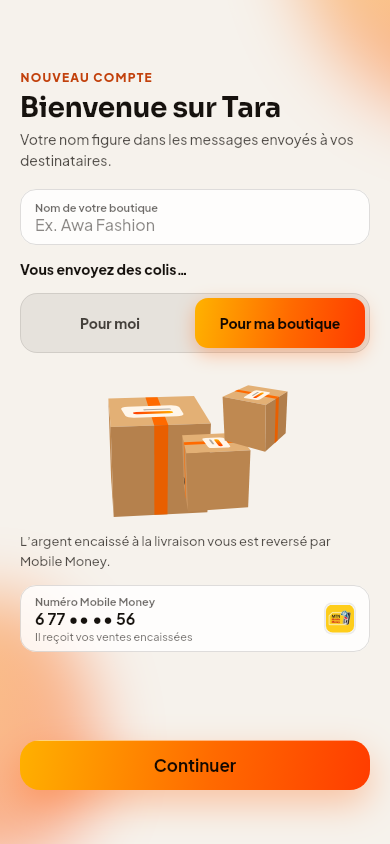 NOUVEAU COMPTE
Bienvenue sur Tara
Votre nom figure dans les messages envoyés à vos
destinataires.
Nom de votre boutique
Ex. Awa Fashion
Vous envoyez des colis…
Pour moi
Pour ma boutique
L'argent encaissé à la livraison vous est reversé par
Mobile Money.
Numéro Mobile Money
6 77 •• •• 56
Il reçoit vos ventes encaissées
Continuer